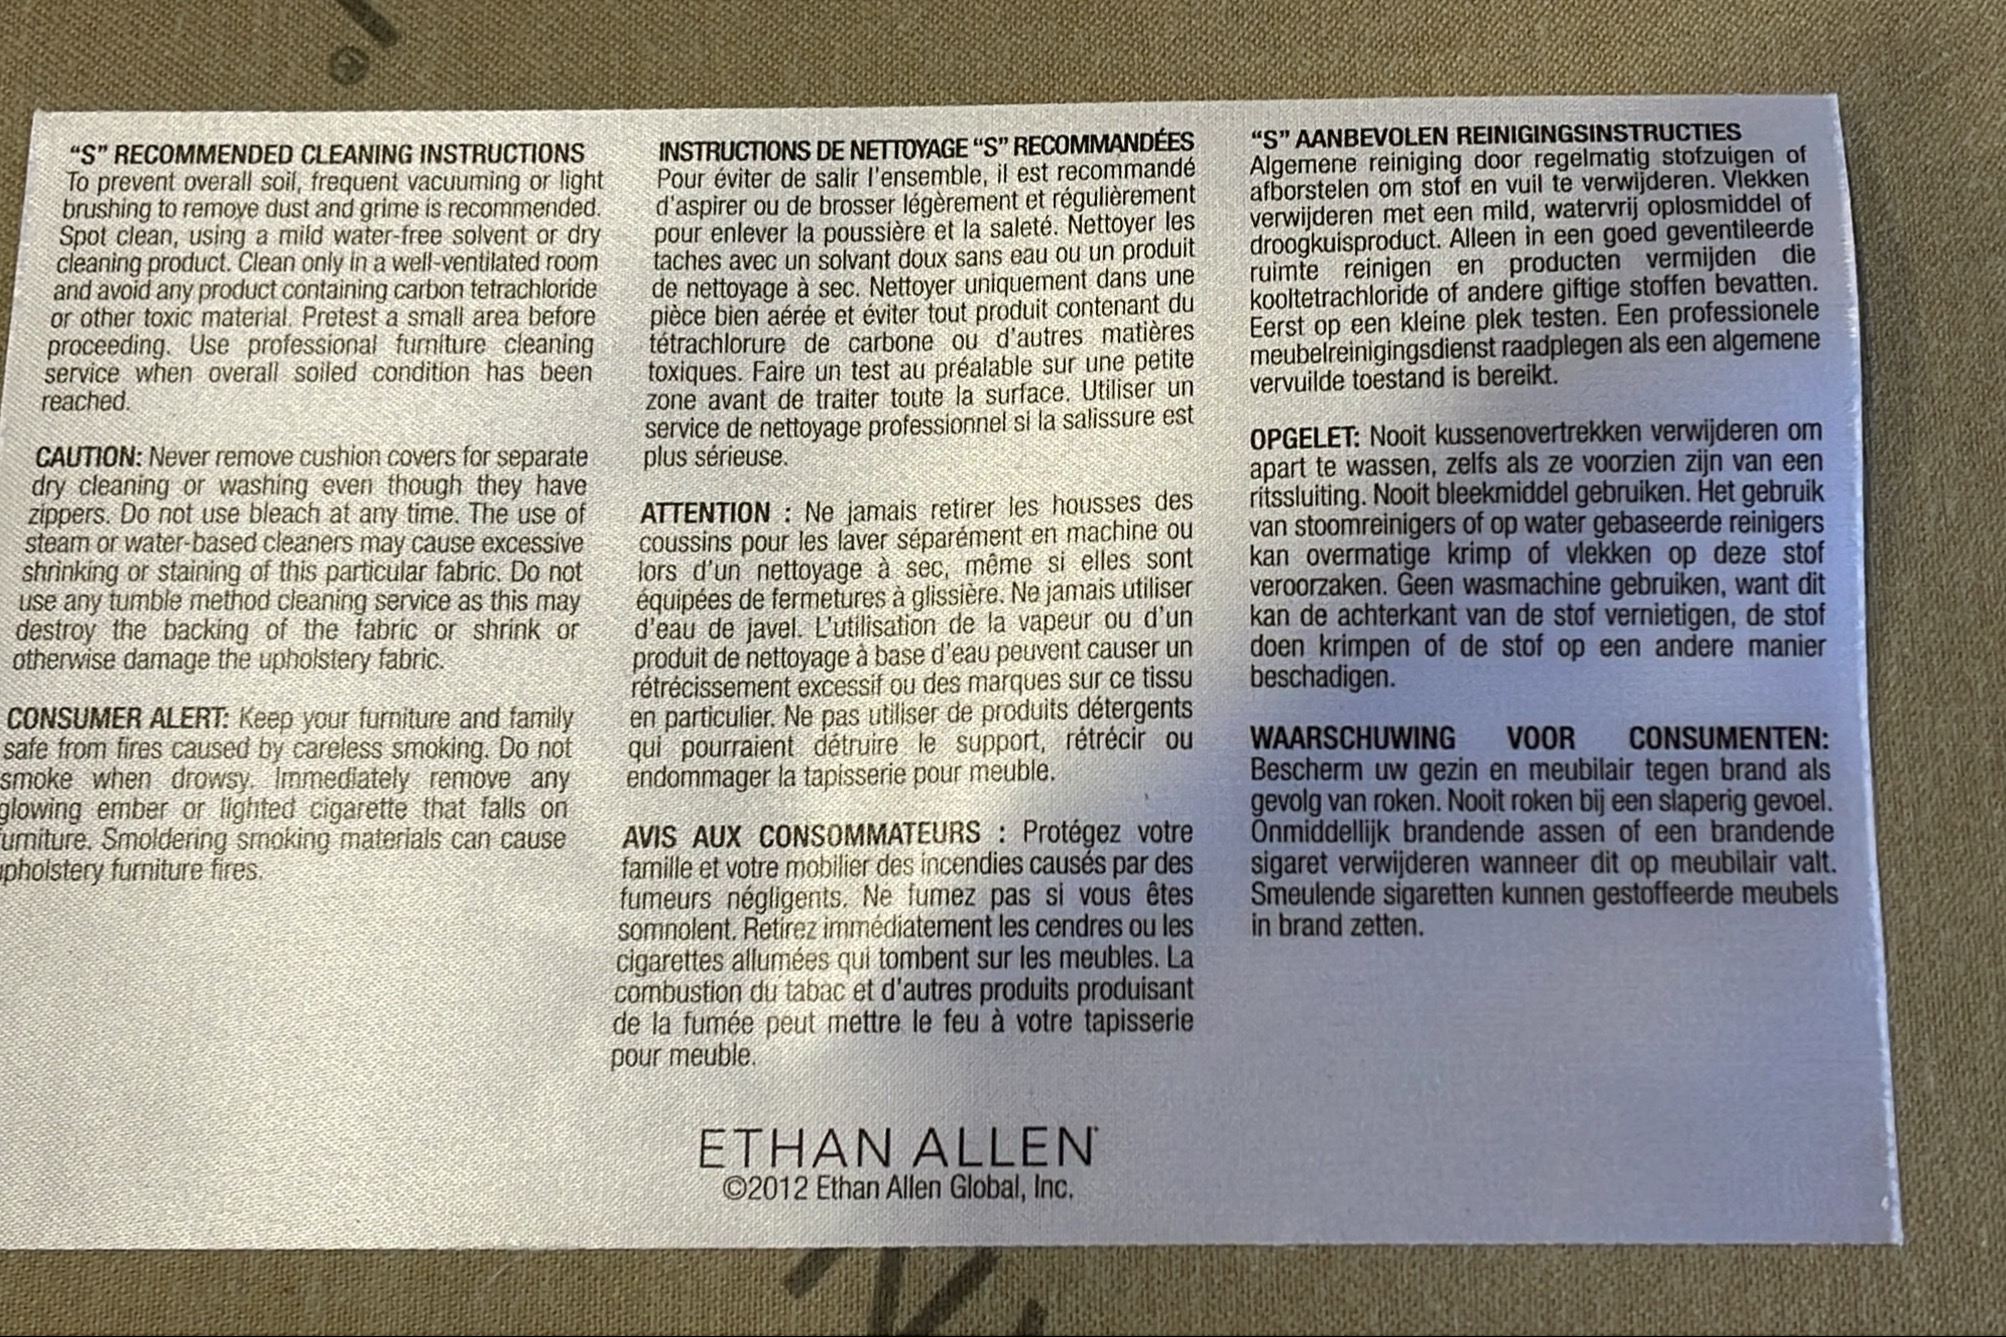 “S” RECOMMENDED CLEANING INSTRUCTIONS
To prevent overall soil, frequent vacuuming or light
brushing to remove dust and grime is recommended.
Spot clean, using a mild water-free solvent or dry
cleaning product. Clean only in a well-ventilated room
and avoid any product containing carbon tetrachloride
or other toxic material. Pretest a small area before
proceeding. Use professional furniture cleaning
service when overall soiled condition has been
reached.
CAUTION: Never remove cushion covers for separate
dry cleaning or washing even though they have
zippers. Do not use bleach at any time. The use of
steam or water-based cleaners may cause excessive
shrinking or staining of this particular fabric. Do not
use any tumble method cleaning service as this may
destroy the backing of the fabric or shrink or
otherwise damage the upholstery fabric.
CONSUMER ALERT: Keep your furniture and family
safe from fires caused by careless smoking. Do not
smoke when drowsy. Immediately remove any
glowing ember or lighted cigarette that falls on
urniture. Smoldering smoking materials can cause
pholstery furniture fires.
INSTRUCTIONS DE NETTOYAGE “S” RECOMMANDÉES
Pour éviter de salir l'ensemble, il est recommandé
d'aspirer ou de brosser légèrement et régulièrement
pour enlever la poussière et la saleté. Nettoyer les
taches avec un solvant doux sans eau ou un produit
de nettoyage à sec. Nettoyer uniquement dans une
pièce bien aérée et éviter tout produit contenant du
tétrachlorure de carbone ou d'autres matières
toxiques. Faire un test au préalable sur une petite
zone avant de traiter toute la surface. Utiliser un
service de nettoyage professionnel si la salissure est
plus sérieuse.
ATTENTION : Ne jamais retirer les housses des
coussins pour les laver séparément en machine ou
lors d'un nettoyage à sec, même si elles sont
équipées de fermetures à glissière. Ne jamais utiliser
d'eau de javel. L'utilisation de la vapeur ou d'un
produit de nettoyage à base d'eau peuvent causer un
rétrécissement excessif ou des marques sur ce tissu
en particulier. Ne pas utiliser de produits détergents
qui pourraient détruire le support, rétrécir ou
endommager la tapisserie pour meuble.
AVIS AUX CONSOMMATEURS : Protégez votre
famille et votre mobilier des incendies causés par des
fumeurs négligents. Ne fumez pas si vous êtes
somnolent. Retirez immédiatement les cendres ou les
cigarettes allumées qui tombent sur les meubles. La
combustion du tabac et d'autres produits produisant
de la fumée peut mettre le feu à votre tapisserie
pour meuble.
“S” AANBEVOLEN REINIGINGSINSTRUCTIES
Algemene reiniging door regelmatig stofzuigen of
afborstelen om stof en vuil te verwijderen. Vlekken
verwijderen met een mild, watervrij oplosmiddel of
droogkuisproduct. Alleen in een goed geventileerde
ruimte reinigen en producten vermijden die
kooltetrachloride of andere giftige stoffen bevatten.
Eerst op een kleine plek testen. Een professionele
meubelreinigingsdienst raadplegen als een algemene
vervuilde toestand is bereikt.
OPGELET: Nooit kussenovertrekken verwijderen om
apart te wassen, zelfs als ze voorzien zijn van een
ritssluiting. Nooit bleekmiddel gebruiken. Het gebruik
van stoomreinigers of op water gebaseerde reinigers
kan overmatige krimp of vlekken op deze stof
veroorzaken. Geen wasmachine gebruiken, want dit
kan de achterkant van de stof vernietigen, de stof
doen krimpen of de stof op een andere manier
beschadigen.
WAARSCHUWING VOOR CONSUMENTEN:
Bescherm uw gezin en meubilair tegen brand als
gevolg van roken. Nooit roken bij een slaperig gevoel.
Onmiddellijk brandende assen of een brandende
sigaret verwijderen wanneer dit op meubilair valt.
Smeulende sigaretten kunnen gestoffeerde meubels
in brand zetten.
ETHAN ALLEN
©2012 Ethan Allen Global, Inc.